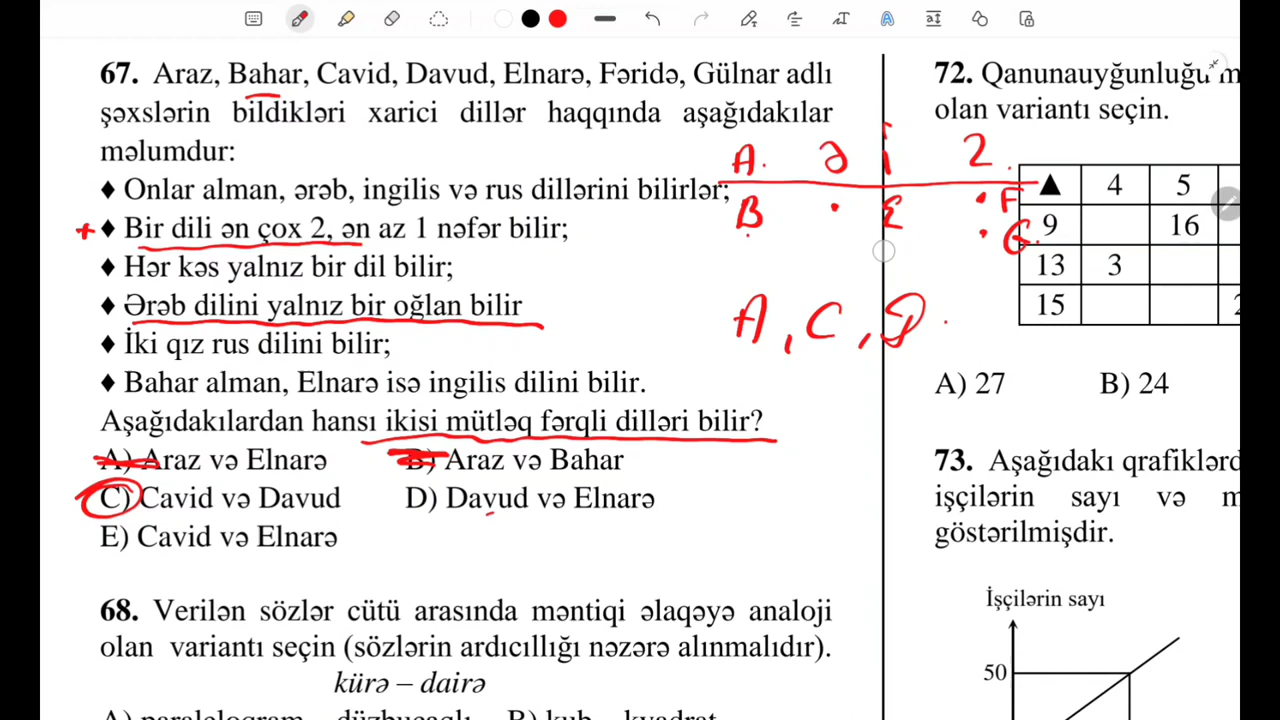 67. Araz, Bahar, Cavid, Davud, Elnarə, Fəridə, Gülnar adlı
şəxslərin bildikləri xarici dillər haqqında aşağıdakılar
məlumdur:
♦ Onlar alman, ərəb, ingilis və rus dillərini bilirlər;
+ ♦ Bir dili ən çox 2, ən az 1 nəfər bilir;
♦ Hər kəs yalnız bir dil bilir;
♦ Ərəb dilini yalnız bir oğlan bilir
♦ İki qız rus dilini bilir;
♦ Bahar alman, Elnarə isə ingilis dilini bilir.
Aşağıdakılardan hansı ikisi mütləq fərqli dilləri bilir?
A) Araz və Elnarə B) Araz və Bahar
C) Cavid və Davud D) Davud və Elnarə
E) Cavid və Elnarə
A. Ə İ 2.
B E F
G
A, C, D
68. Verilən sözlər cütü arasında məntiqi əlaqəyə analoji
olan variantı seçin (sözlərin ardıcıllığı nəzərə alınmalıdır).
kürə – dairə
72. Qanunauyğunluğu m
olan variantı seçin.
▲ 4 5
9 16
13 3
15 2
A) 27 B) 24
73. Aşağıdakı qrafiklərd
işçilərin sayı və m
göstərilmişdir.
İşçilərin sayı
50